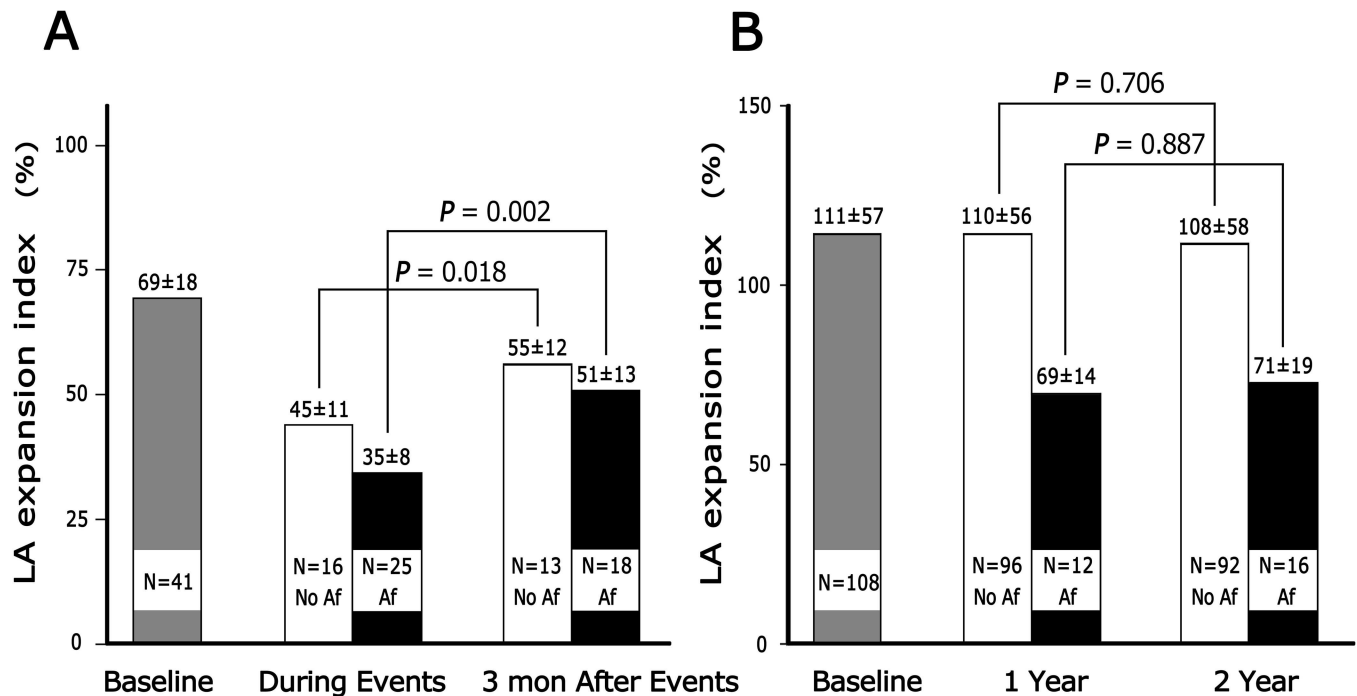 A
LA expansion index (%)
100
75
50
25
0
69±18
N=41
45±11
N=16
No Af
35±8
N=25
Af
P = 0.018
P = 0.002
55±12
N=13
No Af
51±13
N=18
Af
Baseline
During Events
3 mon After Events
B
LA expansion index (%)
150
100
50
0
111±57
N=108
110±56
N=96
No Af
69±14
N=12
Af
P = 0.706
P = 0.887
108±58
N=92
No Af
71±19
N=16
Af
Baseline
1 Year
2 Year